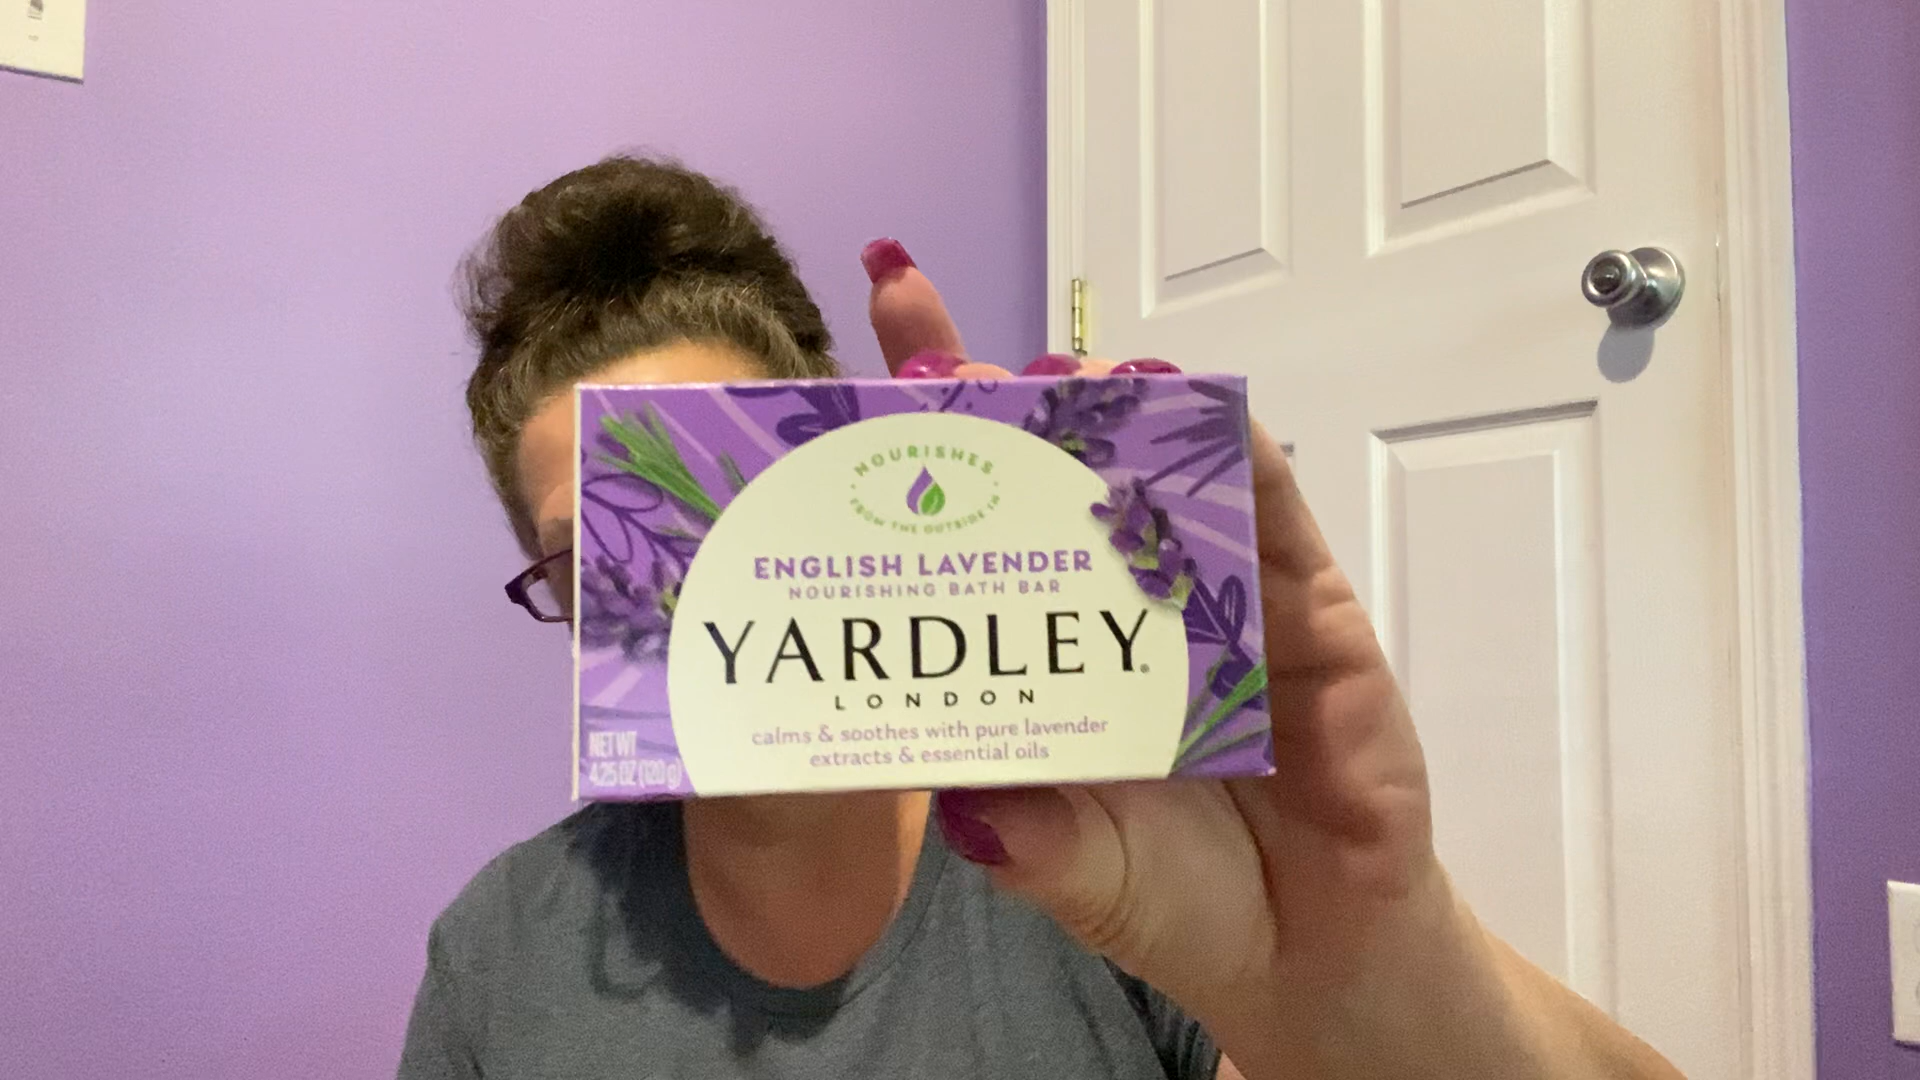 NOURISHES
FROM THE OUTSIDE IN
ENGLISH LAVENDER
NOURISHING BATH BAR
YARDLEY®
LONDON
calms & soothes with pure lavender
extracts & essential oils
NET WT
4.25 OZ (120 g)